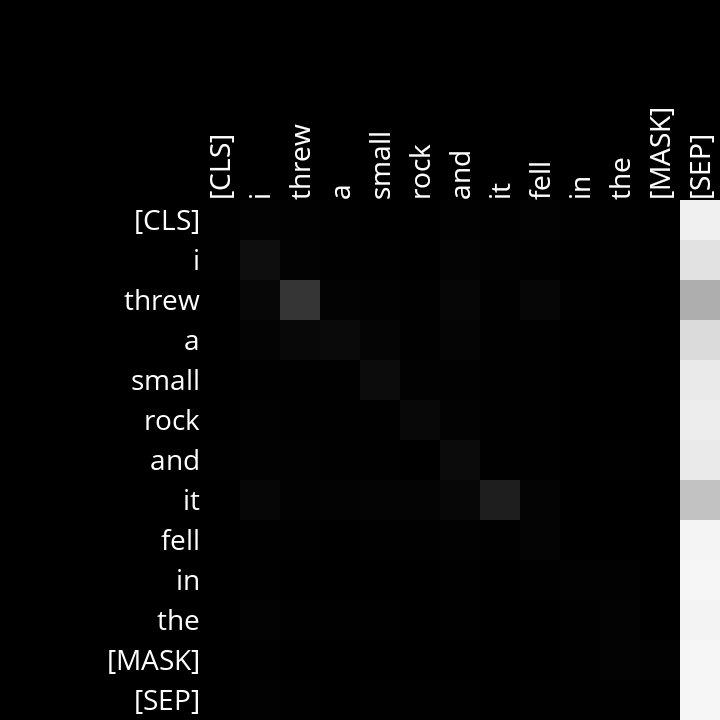 [CLS] i threw a small rock and it fell in the [MASK] [SEP]
[CLS]
i
threw
a
small
rock
and
it
fell
in
the
[MASK]
[SEP]